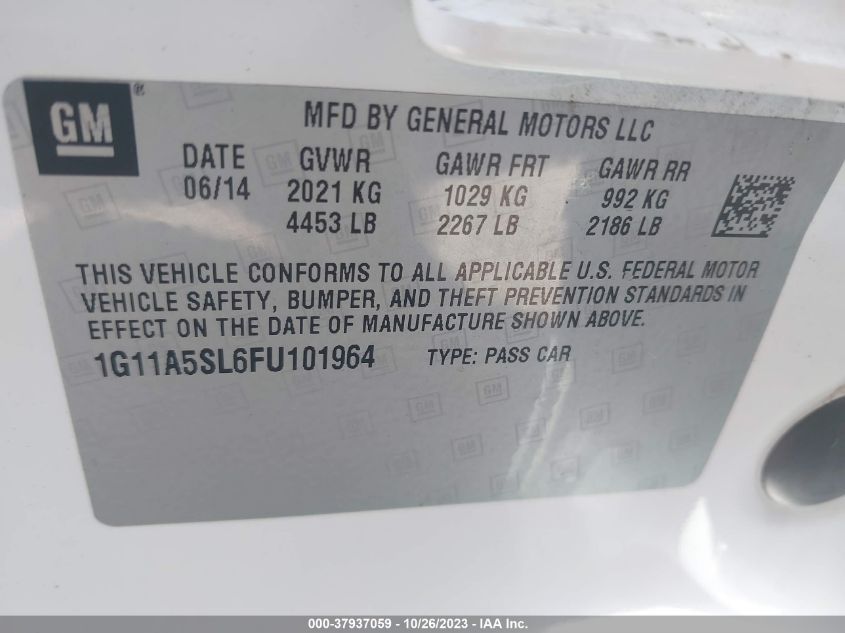 GM ®
MFD BY GENERAL MOTORS LLC
DATE GVWR GAWR FRT GAWR RR
06/14 2021 KG 1029 KG 992 KG
4453 LB 2267 LB 2186 LB
THIS VEHICLE CONFORMS TO ALL APPLICABLE U.S. FEDERAL MOTOR
VEHICLE SAFETY, BUMPER, AND THEFT PREVENTION STANDARDS IN
EFFECT ON THE DATE OF MANUFACTURE SHOWN ABOVE.
1G11A5SL6FU101964 TYPE: PASS CAR
000-37937059 - 10/26/2023 - IAA Inc.